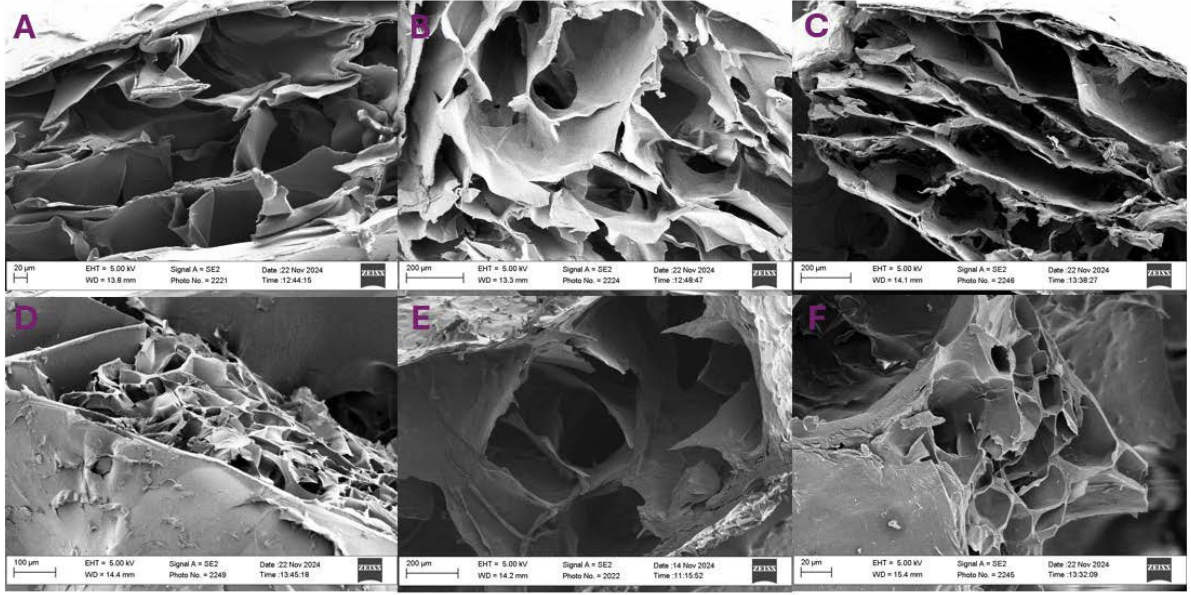 A
20 µm
EHT = 5.00 kV
WD = 13.8 mm
Signal A = SE2
Photo No. = 2221
Date :22 Nov 2024
Time :12:44:15
ZEISS
B
200 µm
EHT = 5.00 kV
WD = 13.3 mm
Signal A = SE2
Photo No. = 2224
Date :22 Nov 2024
Time :12:48:47
ZEISS
C
200 µm
EHT = 5.00 kV
WD = 14.1 mm
Signal A = SE2
Photo No. = 2246
Date :22 Nov 2024
Time :13:38:27
ZEISS
D
100 µm
EHT = 5.00 kV
WD = 14.4 mm
Signal A = SE2
Photo No. = 2249
Date :22 Nov 2024
Time :13:45:18
ZEISS
E
200 µm
EHT = 5.00 kV
WD = 14.2 mm
Signal A = SE2
Photo No. = 2022
Date :14 Nov 2024
Time :11:15:52
ZEISS
F
20 µm
EHT = 5.00 kV
WD = 15.4 mm
Signal A = SE2
Photo No. = 2245
Date :22 Nov 2024
Time :13:32:09
ZEISS